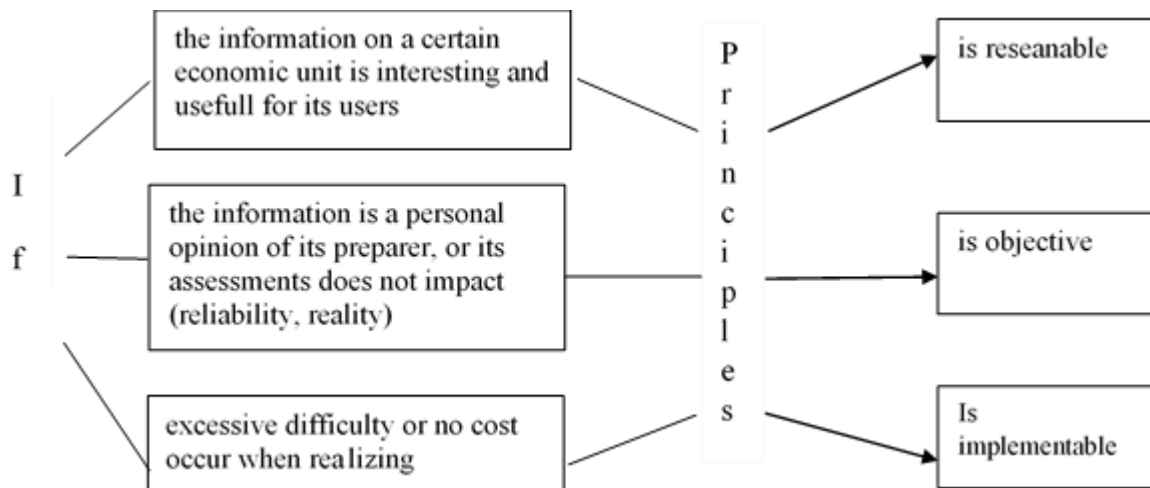 I
f
the information on a certain
economic unit is interesting and
usefull for its users
the information is a personal
opinion of its preparer, or its
assessments does not impact
(reliability, reality)
excessive difficulty or no cost
occur when realizing
P
r
i
n
c
i
p
l
e
s
is reseanable
is objective
Is
implementable